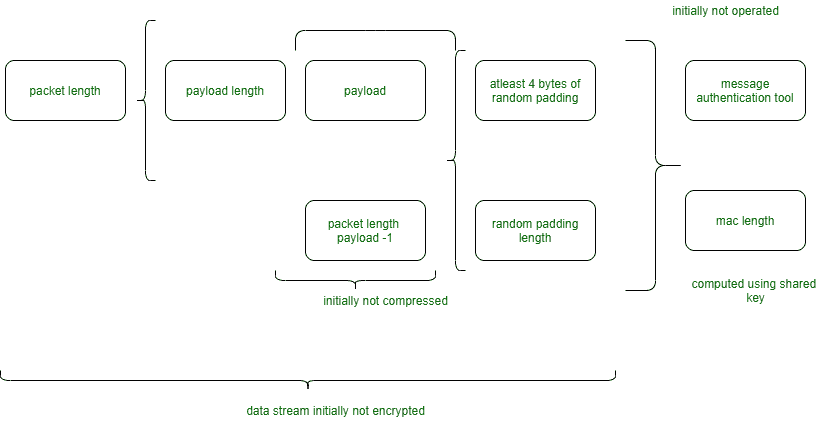 initially not operated
packet length
payload length
payload
atleast 4 bytes of
random padding
message
authentication tool
packet length
payload -1
random padding
length
mac length
initially not compressed
computed using shared
key
data stream initially not encrypted